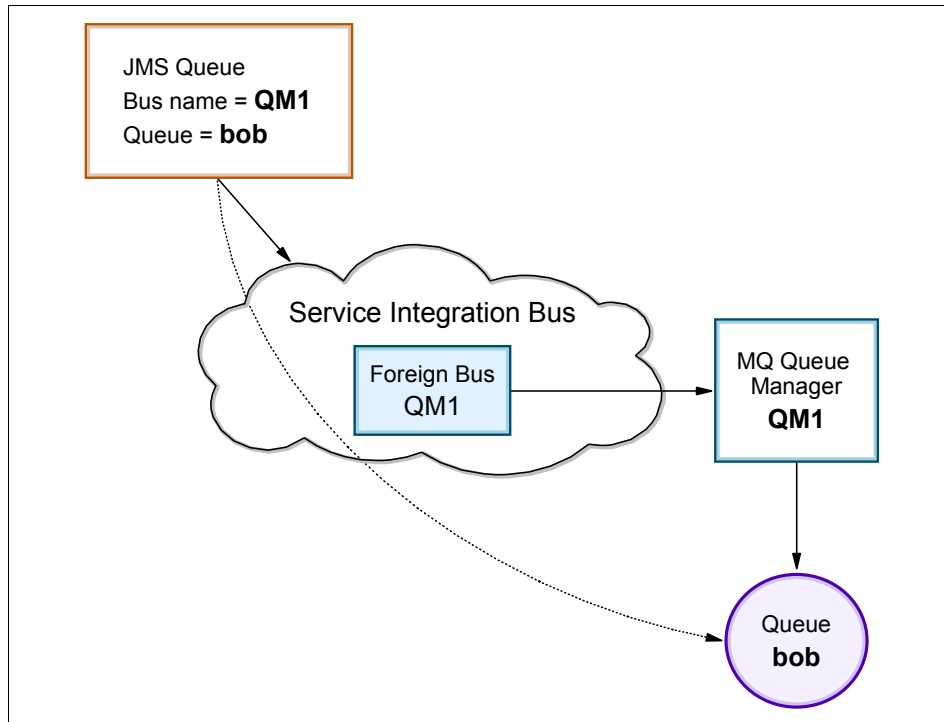 JMS Queue
Bus name = QM1
Queue = bob
Service Integration Bus
Foreign Bus
QM1
MQ Queue
Manager
QM1
Queue
bob